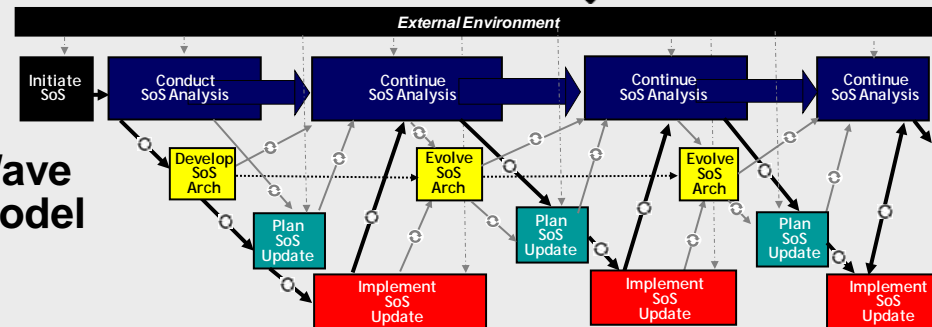 External Environment
Initiate
SoS
Conduct
SoS Analysis
Continue
SoS Analysis
Continue
SoS Analysis
Continue
SoS Analysis
Develop
SoS
Arch
Evolve
SoS
Arch
Evolve
SoS
Arch
Plan
SoS
Update
Plan
SoS
Update
Plan
SoS
Update
Implement
SoS
Update
Implement
SoS
Update
Implement
SoS
Update